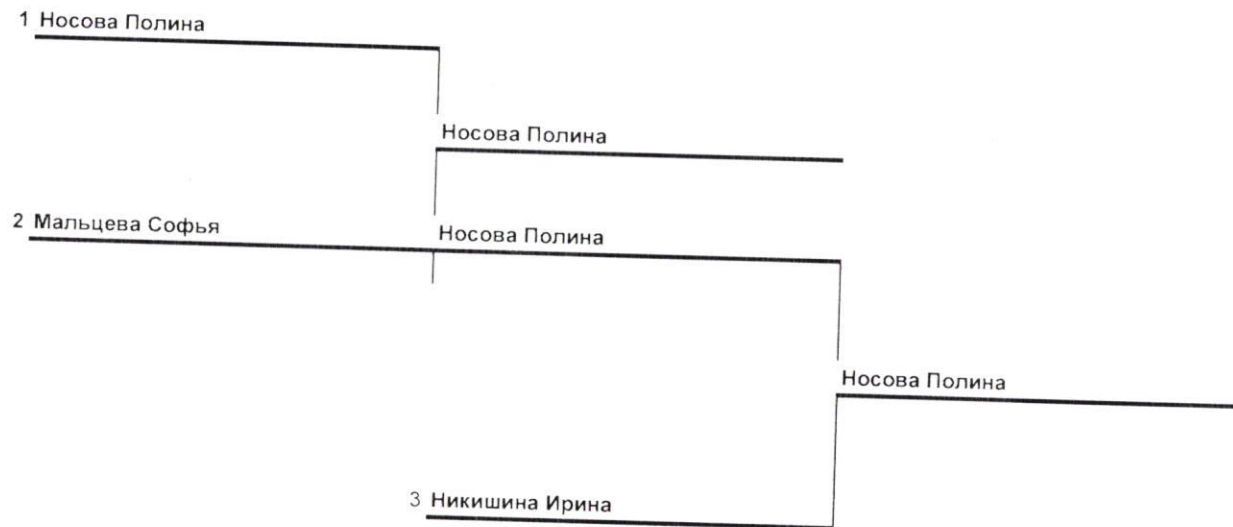 1 Носова Полина
Носова Полина
2 Мальцева Софья
Носова Полина
Носова Полина
3 Никишина Ирина